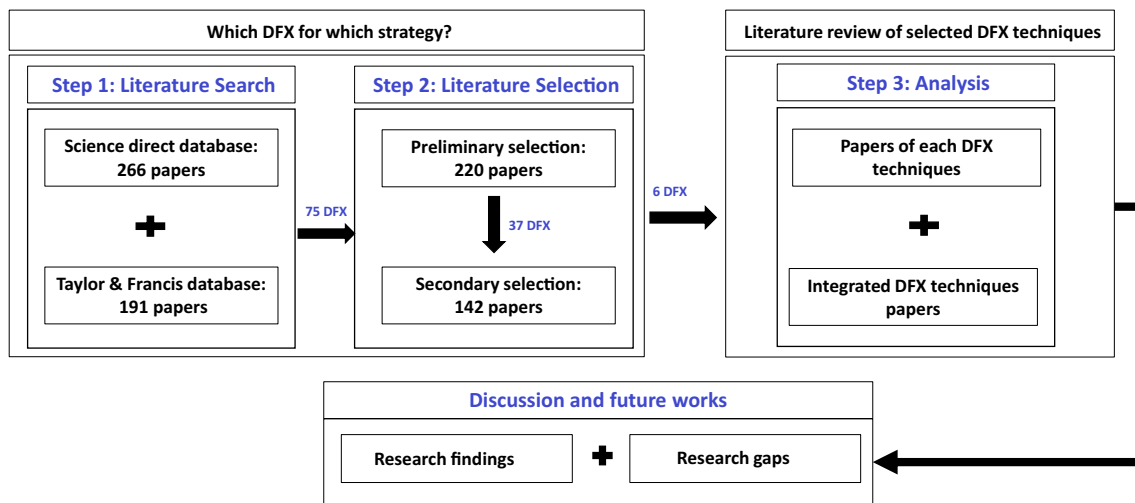 Which DFX for which strategy?
Step 1: Literature Search
Science direct database:
266 papers
Taylor & Francis database:
191 papers
75 DFX
Step 2: Literature Selection
Preliminary selection:
220 papers
37 DFX
Secondary selection:
142 papers
6 DFX
Literature review of selected DFX techniques
Step 3: Analysis
Papers of each DFX
techniques
Integrated DFX techniques
papers
Discussion and future works
Research findings
Research gaps